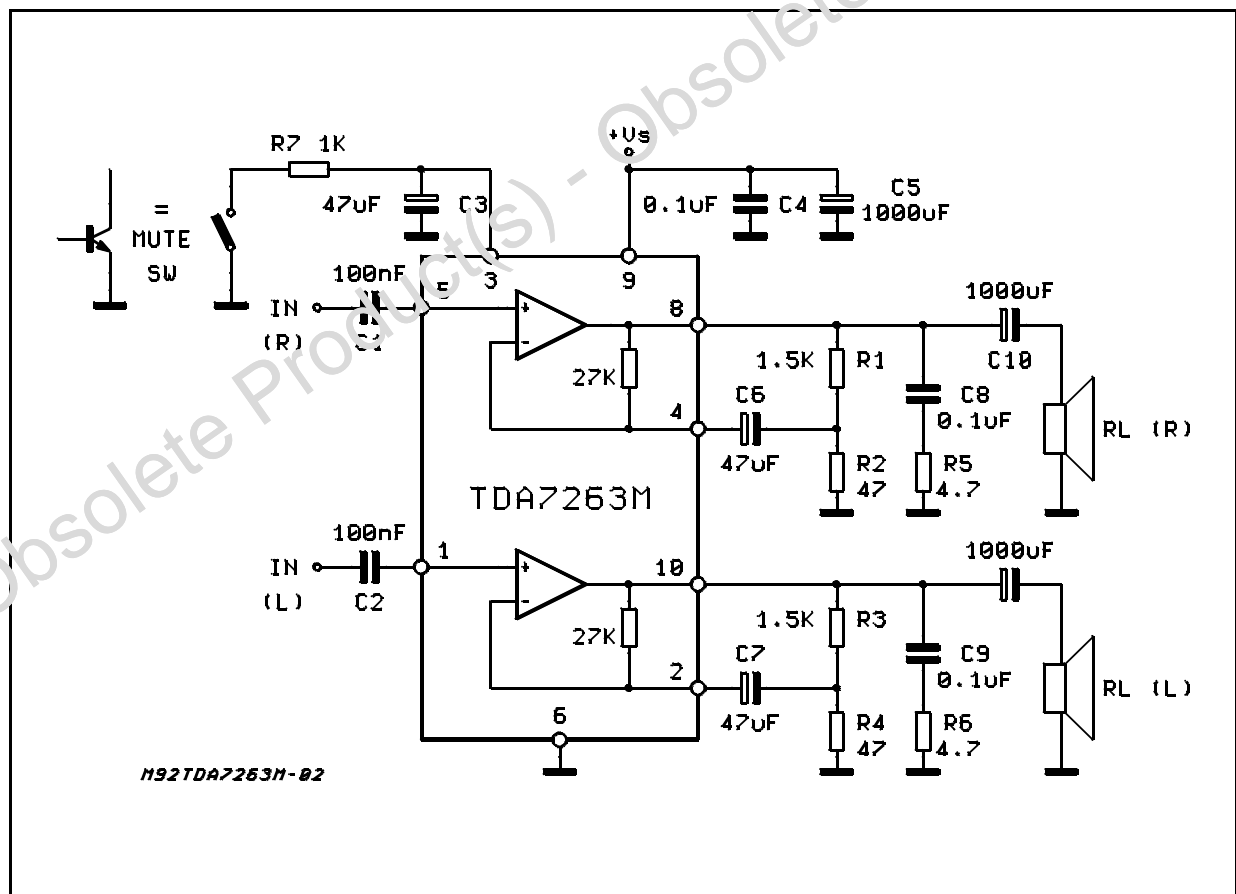 Obsolete Product(s) - Obsolete
R7 1K
47uF
C3
+Vs
0.1uF
C4
C5
1000uF
=
MUTE
SW
3
9
100nF
5
IN
(R)
C1
8
27K
4
1.5K
R1
C6
47uF
R2
47
C8
0.1uF
R5
4.7
1000uF
C10
RL (R)
TDA7263M
100nF
1
IN
(L)
C2
10
27K
2
1.5K
R3
C7
47uF
R4
47
C9
0.1uF
R6
4.7
1000uF
RL (L)
6
M92TDA7263M-02
+
-
+
-